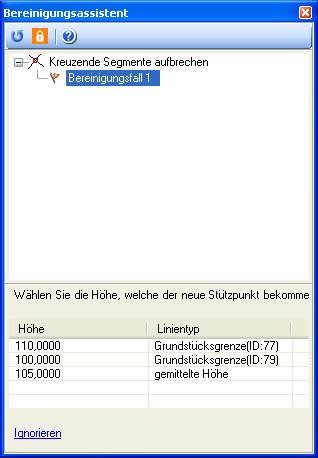 Bereinigungsassistent
Kreuzende Segmente aufbrechen
Bereinigungsfall 1
Wählen Sie die Höhe, welche der neue Stützpunkt bekomme
Höhe Linientyp
110,0000 Grundstücksgrenze(ID:77)
100,0000 Grundstücksgrenze(ID:79)
105,0000 gemittelte Höhe
Ignorieren